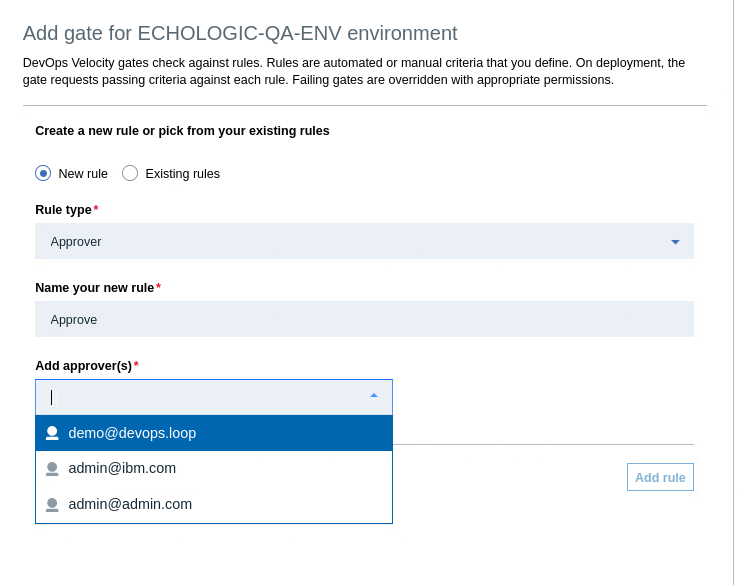 Add gate for ECHOLOGIC-QA-ENV environment
DevOps Velocity gates check against rules. Rules are automated or manual criteria that you define. On deployment, the
gate requests passing criteria against each rule. Failing gates are overridden with appropriate permissions.
Create a new rule or pick from your existing rules
New rule Existing rules
Rule type*
Approver
Name your new rule*
Approve
Add approver(s)*
demo@devops.loop
admin@ibm.com
Add rule
admin@admin.com